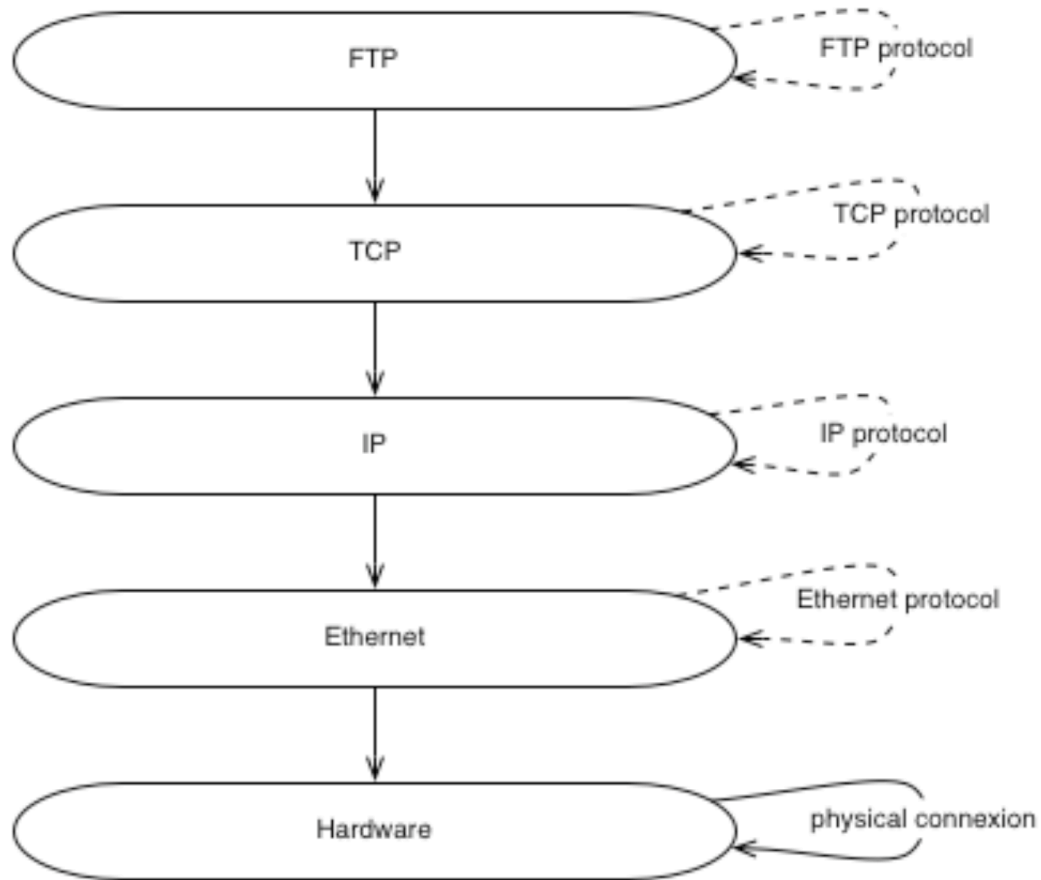 FTP
FTP protocol
TCP
TCP protocol
IP
IP protocol
Ethernet
Ethernet protocol
Hardware
physical connexion